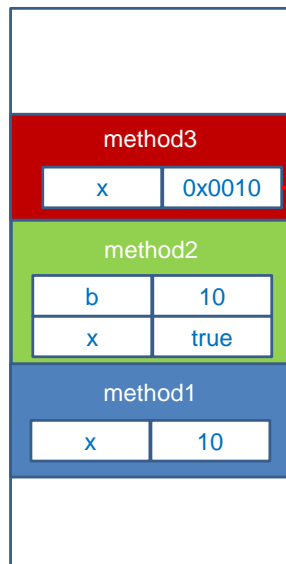 method3
x 0x0010
method2
b 10
x true
method1
x 10